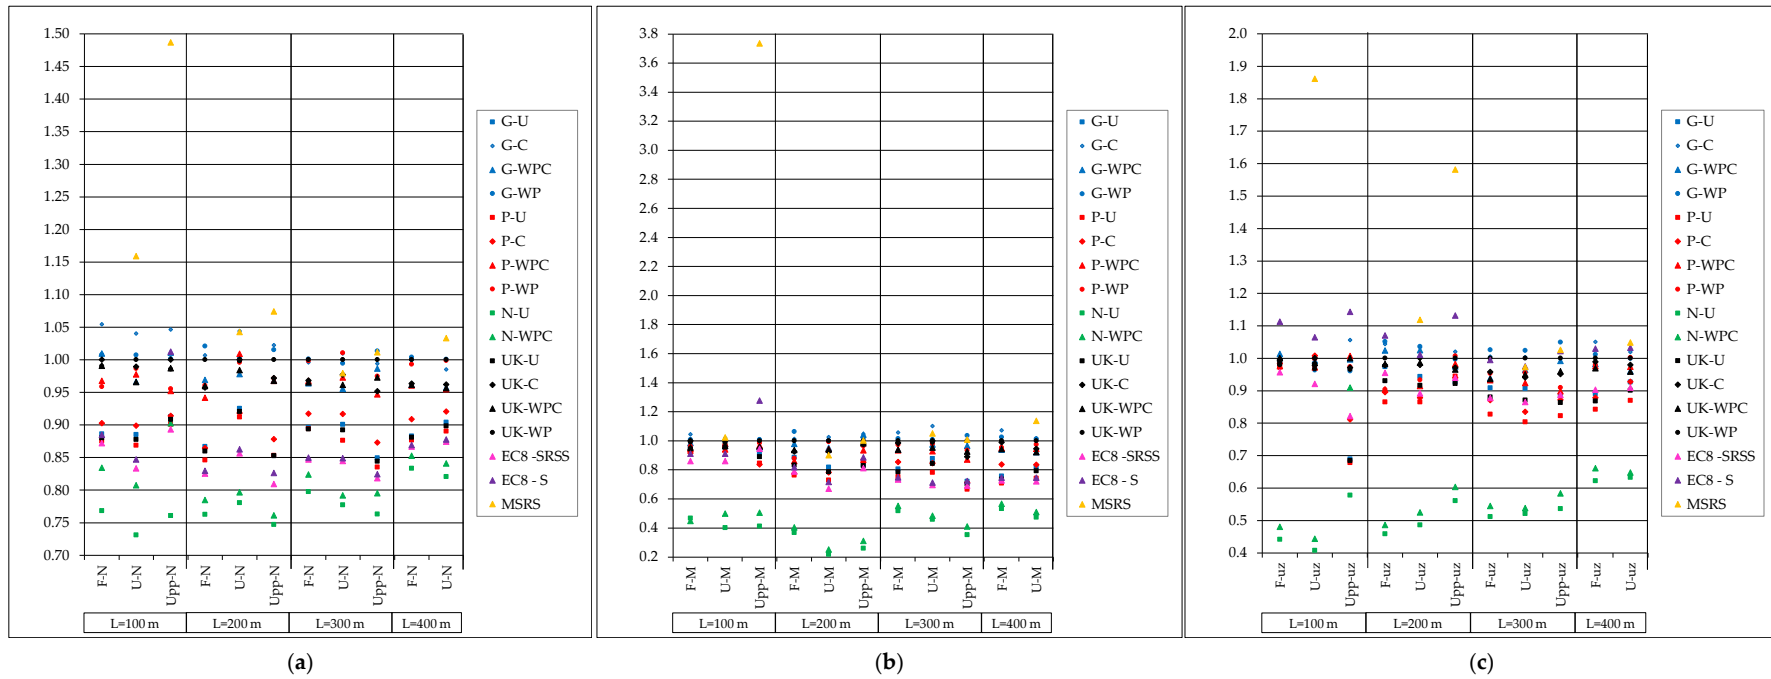 1.50
1.45
1.40
1.35
1.30
1.25
1.20
1.15
1.10
1.05
1.00
0.95
0.90
0.85
0.80
0.75
0.70
F-N
U-N
Upp-N
F-N
U-N
Upp-N
F-N
U-N
Upp-N
F-N
U-N
L=100 m
L=200 m
L=300 m
L=400 m
G-U
G-C
G-WPC
G-WP
P-U
P-C
P-WPC
P-WP
N-U
N-WPC
UK-U
UK-C
UK-WPC
UK-WP
EC8 -SRSS
EC8 - S
MSRS
(a)
3.8
3.6
3.4
3.2
3.0
2.8
2.6
2.4
2.2
2.0
1.8
1.6
1.4
1.2
1.0
0.8
0.6
0.4
0.2
F-M
U-M
Upp-M
F-M
U-M
Upp-M
F-M
U-M
Upp-M
F-M
U-M
L=100 m
L=200 m
L=300 m
L=400 m
G-U
G-C
G-WPC
G-WP
P-U
P-C
P-WPC
P-WP
N-U
N-WPC
UK-U
UK-C
UK-WPC
UK-WP
EC8 -SRSS
EC8 - S
MSRS
(b)
2.0
1.9
1.8
1.7
1.6
1.5
1.4
1.3
1.2
1.1
1.0
0.9
0.8
0.7
0.6
0.5
0.4
F-uz
U-uz
Upp-uz
F-uz
U-uz
Upp-uz
F-uz
U-uz
Upp-uz
F-uz
U-uz
L=100 m
L=200 m
L=300 m
L=400 m
G-U
G-C
G-WPC
G-WP
P-U
P-C
P-WPC
P-WP
N-U
N-WPC
UK-U
UK-C
UK-WPC
UK-WP
EC8 -SRSS
EC8 - S
MSRS
(c)